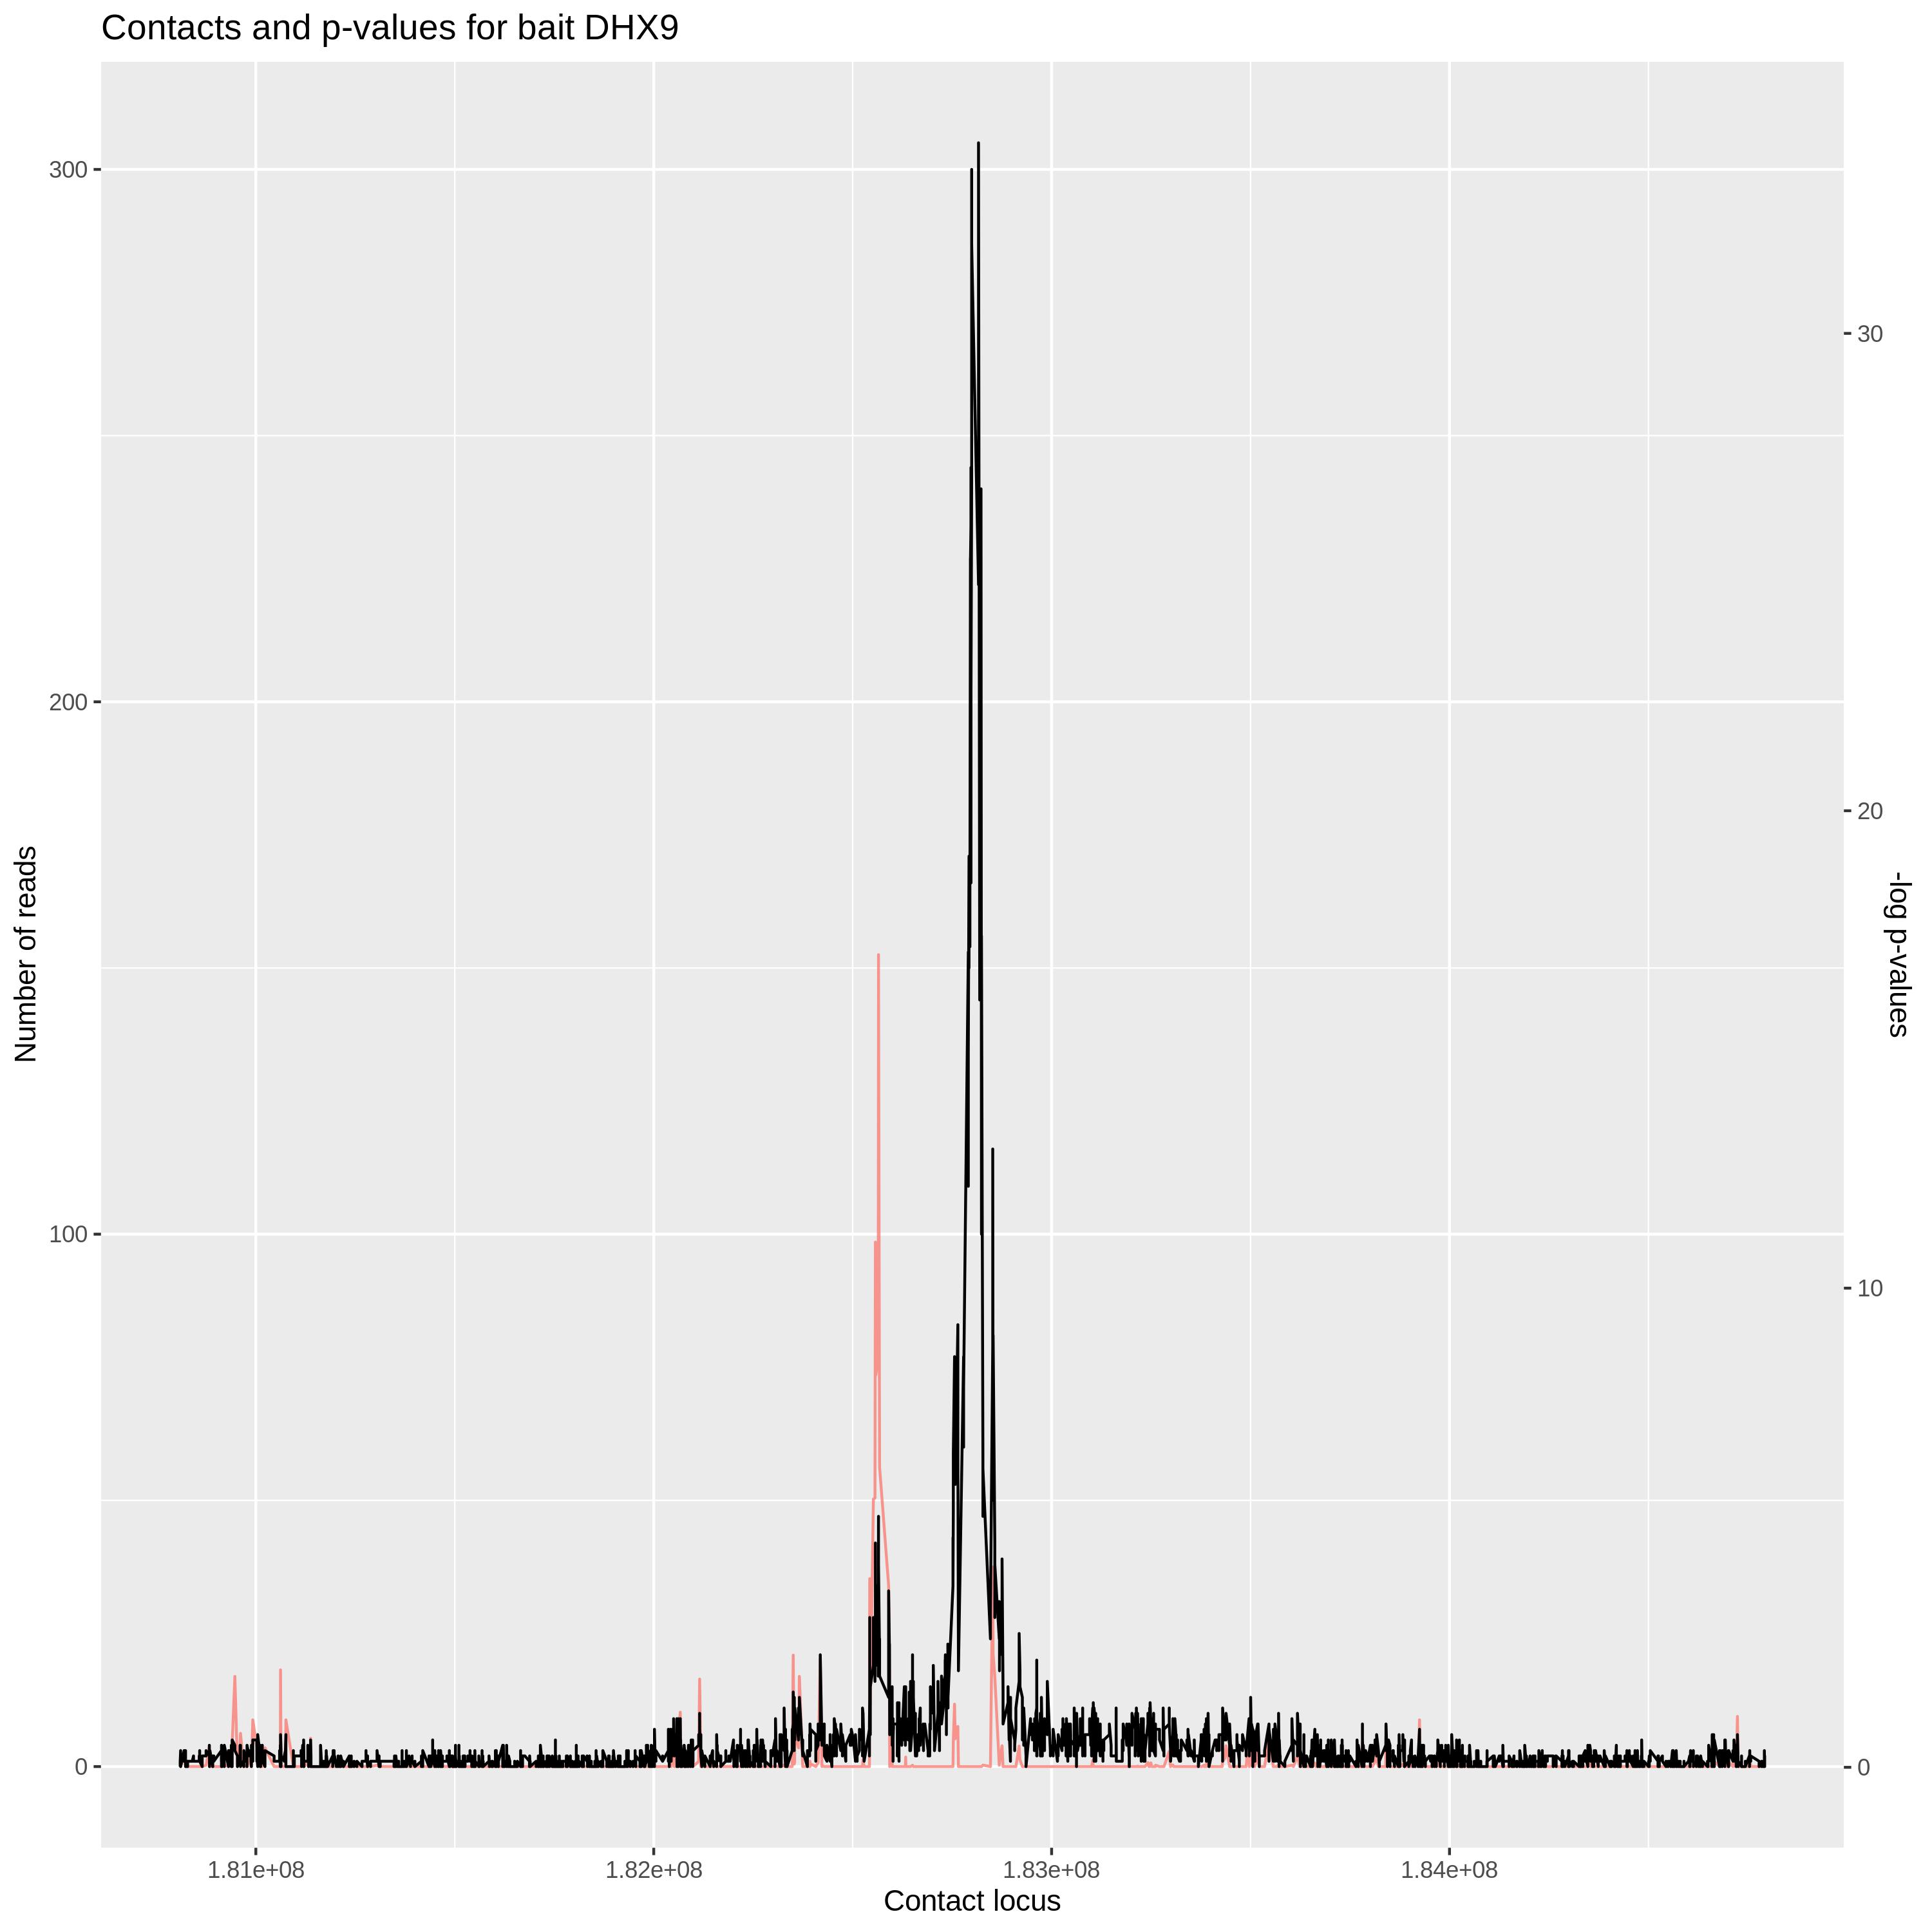 Contacts and p-values for bait DHX9
300
200
100
0
Number of reads
30
20
10
0
-log p-values
1.81e+08
1.82e+08
1.83e+08
1.84e+08
Contact locus